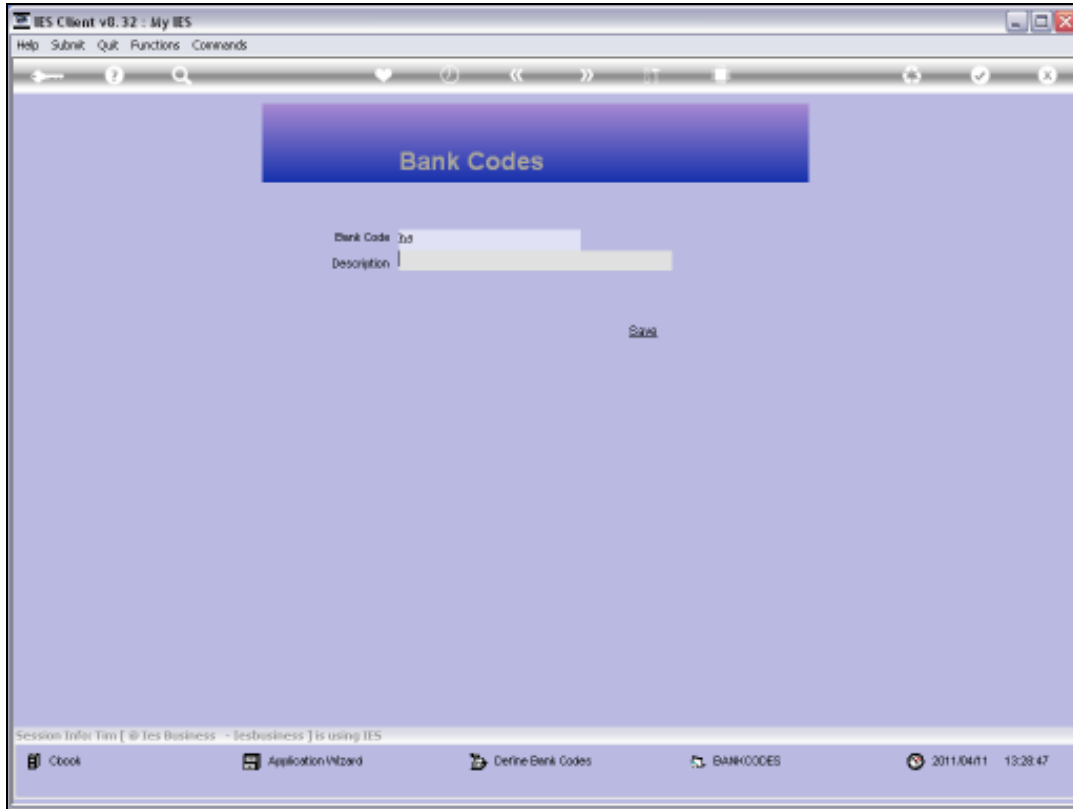 IES Client v8.32 : My IES
Help Submit Quit Functions Commands
Bank Codes
Bank Code Ins
Description
Save
Session Info: Tim [ @ Ies Business - Iesbusiness ] is using IES
Cbook Application Wizard Define Bank Codes BANKCODES 2011/04/11 13:28:47